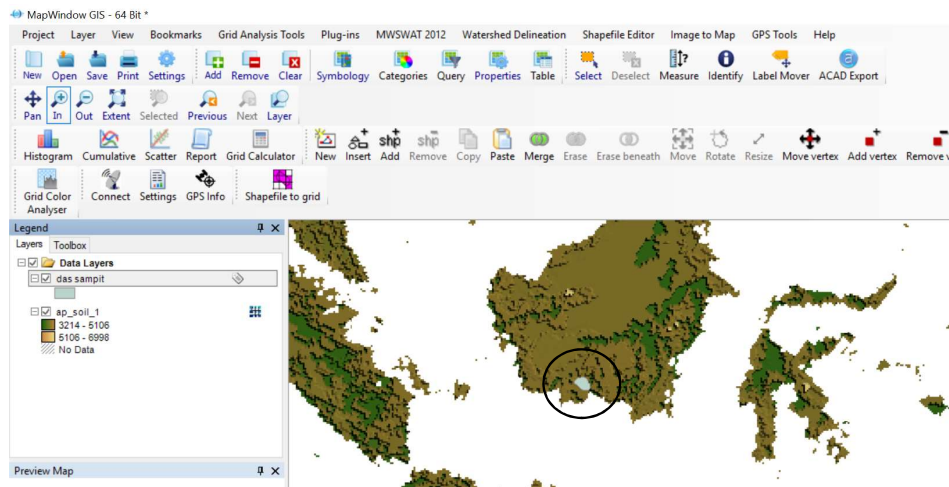 MapWindow GIS - 64 Bit *
Project Layer View Bookmarks Grid Analysis Tools Plug-ins MWSWAT 2012 Watershed Delineation Shapefile Editor Image to Map GPS Tools Help
New Open Save Print Settings Add Remove Clear Symbology Categories Query Properties Table Select Deselect Measure Identify Label Mover ACAD Export
Pan In Out Extent Selected Previous Next Layer
shp shp
Histogram Cumulative Scatter Report Grid Calculator New Insert Add Remove Copy Paste Merge Erase Erase beneath Move Rotate Resize Move vertex Add vertex Remove v
Grid Color Analyser Connect Settings GPS Info Shapefile to grid
Legend
Layers Toolbox
Data Layers
das sampit
ap_soil_1
3214 - 5106
5106 - 6998
No Data
Preview Map